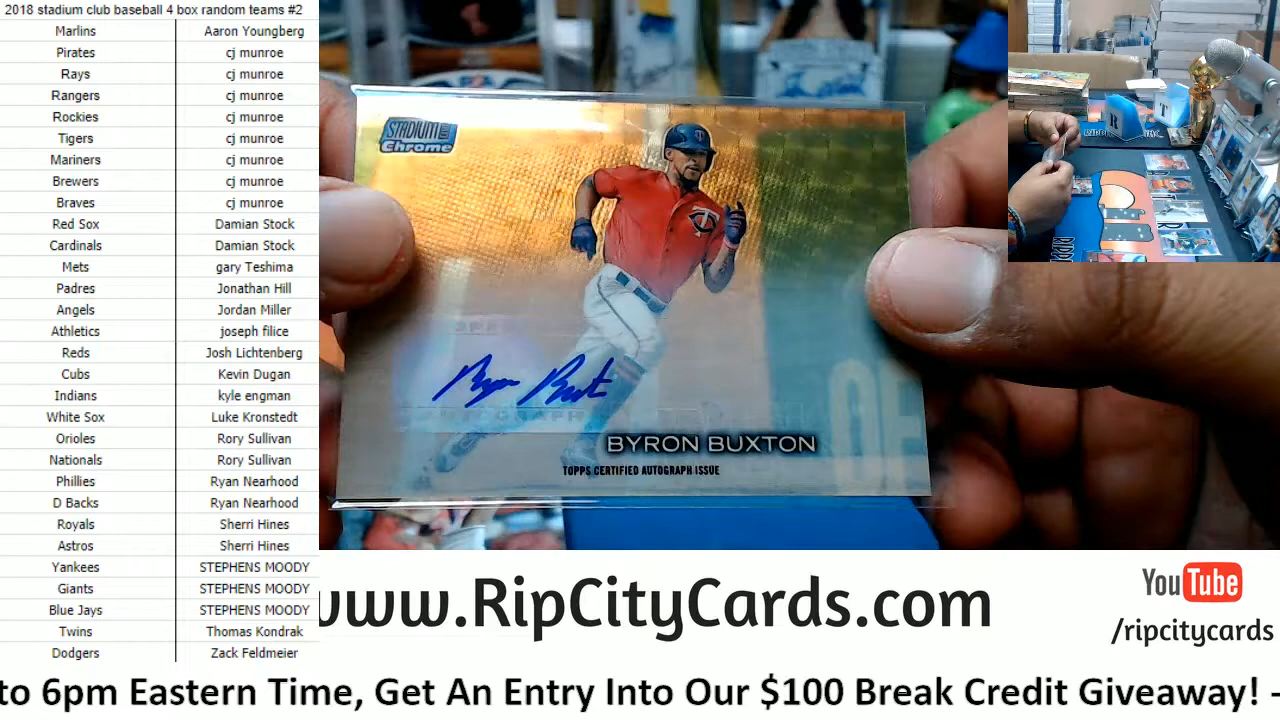 2018 stadium club baseball 4 box random teams #2
Marlins Aaron Youngberg
Pirates cj munroe
Rays cj munroe
Rangers cj munroe
Rockies cj munroe
Tigers cj munroe
Mariners cj munroe
Brewers cj munroe
Braves cj munroe
Red Sox Damian Stock
Cardinals Damian Stock
Mets gary Teshima
Padres Jonathan Hill
Angels Jordan Miller
Athletics joseph filice
Reds Josh Lichtenberg
Cubs Kevin Dugan
Indians kyle engman
White Sox Luke Kronstedt
Orioles Rory Sullivan
Nationals Rory Sullivan
Phillies Ryan Nearhood
D Backs Ryan Nearhood
Royals Sherri Hines
Astros Sherri Hines
Yankees STEPHENS MOODY
Giants STEPHENS MOODY
Blue Jays STEPHENS MOODY
Twins Thomas Kondrak
Dodgers Zack Feldmeier
STADIUM CLUB
Chrome
Byron Buxton
BYRON BUXTON
TOPPS CERTIFIED AUTOGRAPH ISSUE
www.RipCityCards.com
YouTube
/ripcitycards
to 6pm Eastern Time, Get An Entry Into Our $100 Break Credit Giveaway! -